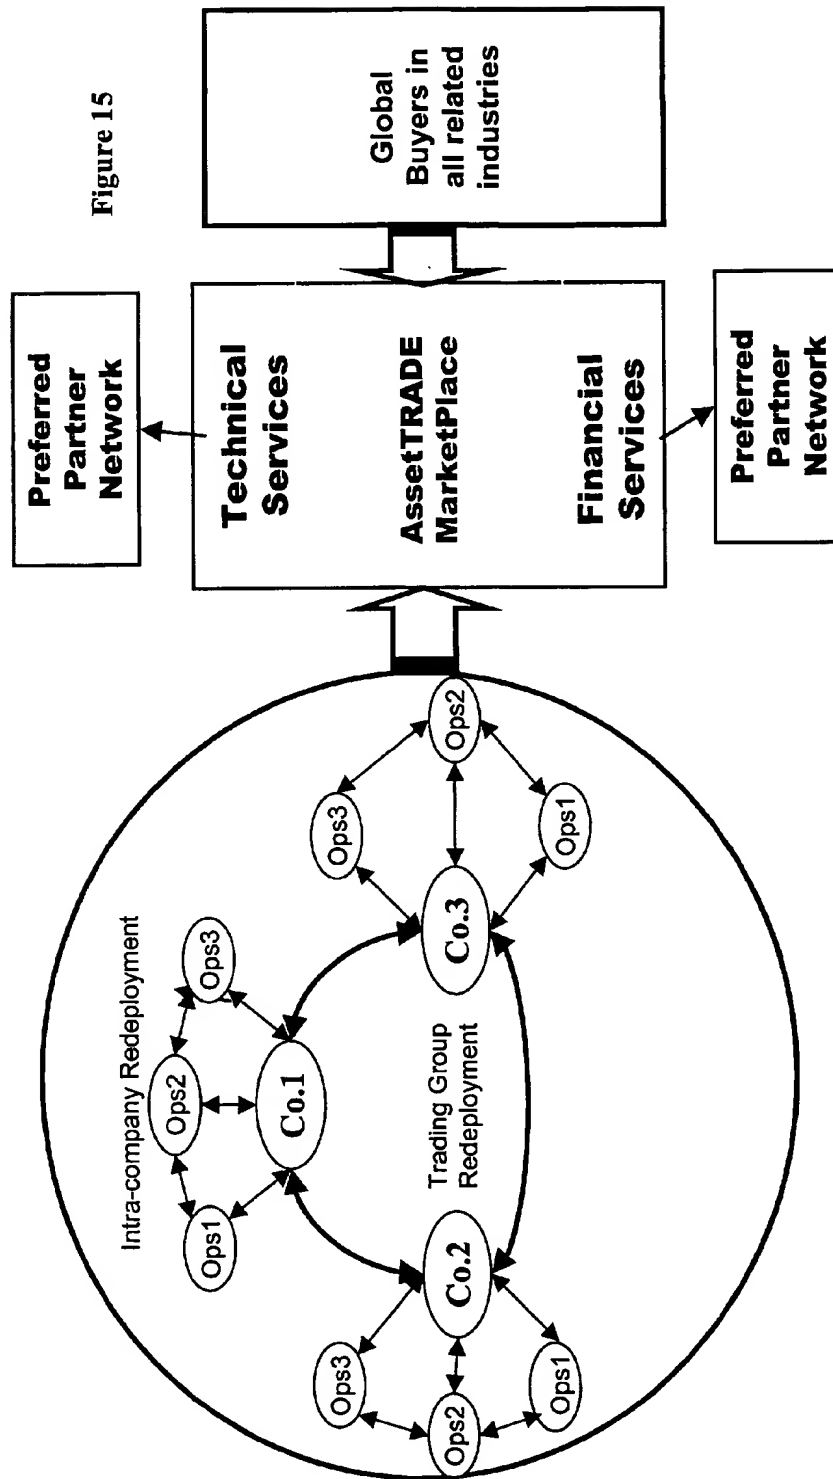 Figure 15
Intra-company Redeployment
Ops1
Ops2
Ops3
Co.1
Ops3
Ops2
Ops1
Co.2
Trading Group
Redeployment
Co.3
Ops3
Ops2
Ops1
Preferred
Partner
Network
Technical
Services
AssetTRADE
MarketPlace
Financial
Services
Preferred
Partner
Network
Global
Buyers in
all related
industries